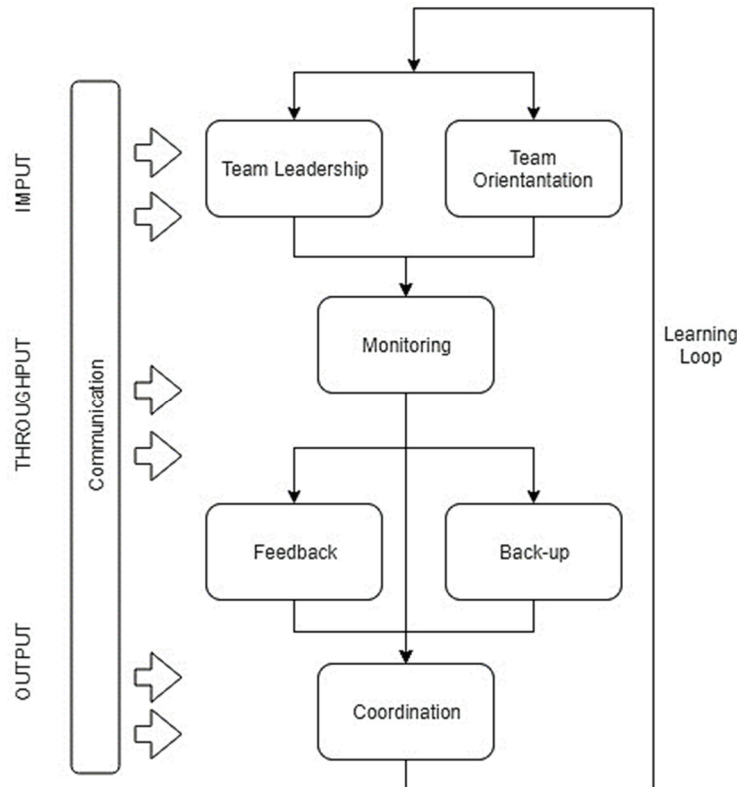 IMPUT
THROUGHPUT
OUTPUT
Communication
Team Leadership
Team
Orientantation
Monitoring
Learning
Loop
Feedback
Back-up
Coordination